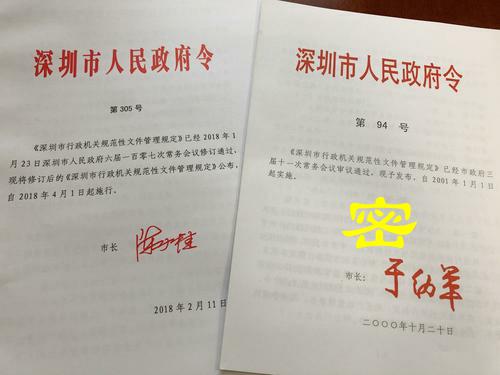 深圳市人民政府令
第 305 号
《深圳市行政机关规范性文件管理规定》已经 2018 年 1
月 23 日深圳市人民政府六届一百零七次常务会议修订通过，
现将修订后的《深圳市行政机关规范性文件管理规定》公布，
自 2018 年 4 月 1 日起施行。
市长 陈如桂
2018 年 2 月 11 日
深圳市人民政府令
第 94 号
《深圳市行政机关规范性文件管理规定》已经市政府三
届十一次常务会议审议通过，现予发布，自 2001 年 1 月 1 日
起实施。
密
市长： 于幼军
二○○○年十月二十日